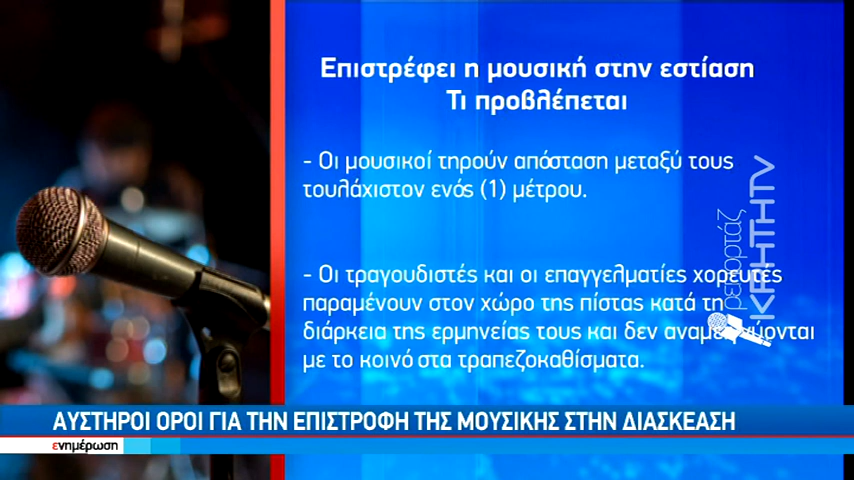 Επιστρέφει η μουσική στην εστίαση
Τι προβλέπεται
- Οι μουσικοί τηρούν απόσταση μεταξύ τους
τουλάχιστον ενός (1) μέτρου.
- Οι τραγουδιστές και οι επαγγελματίες χορευτές
παραμένουν στον χώρο της πίστας κατά τη
διάρκεια της ερμηνείας τους και δεν
με το κοινό στα τραπεζοκαθίσματα.
ρεπορτάζ
ΚΡΗΤΗTV
ΑΥΣΤΗΡΟΙ ΟΡΟΙ ΓΙΑ ΤΗΝ ΕΠΙΣΤΡΟΦΗ ΤΗΣ ΜΟΥΣΙΚΗΣ ΣΤΗΝ ΔΙΑΣΚΕΑΣΗ
ενημέρωση